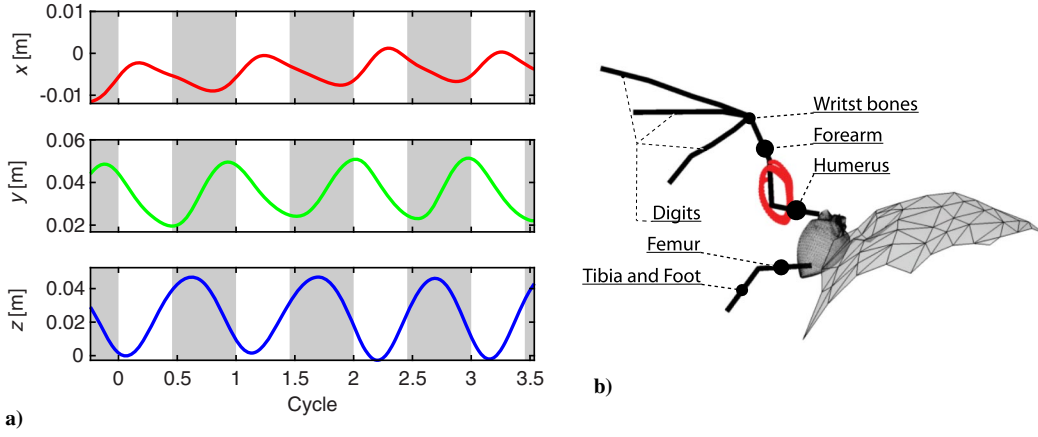 0.01
0
-0.01
x [m]
0.06
0.04
0.02
y [m]
0.04
0.02
0
z [m]
0 0.5 1 1.5 2 2.5 3 3.5
Cycle
a)
Writst bones
Forearm
Humerus
Digits
Femur
Tibia and Foot
b)